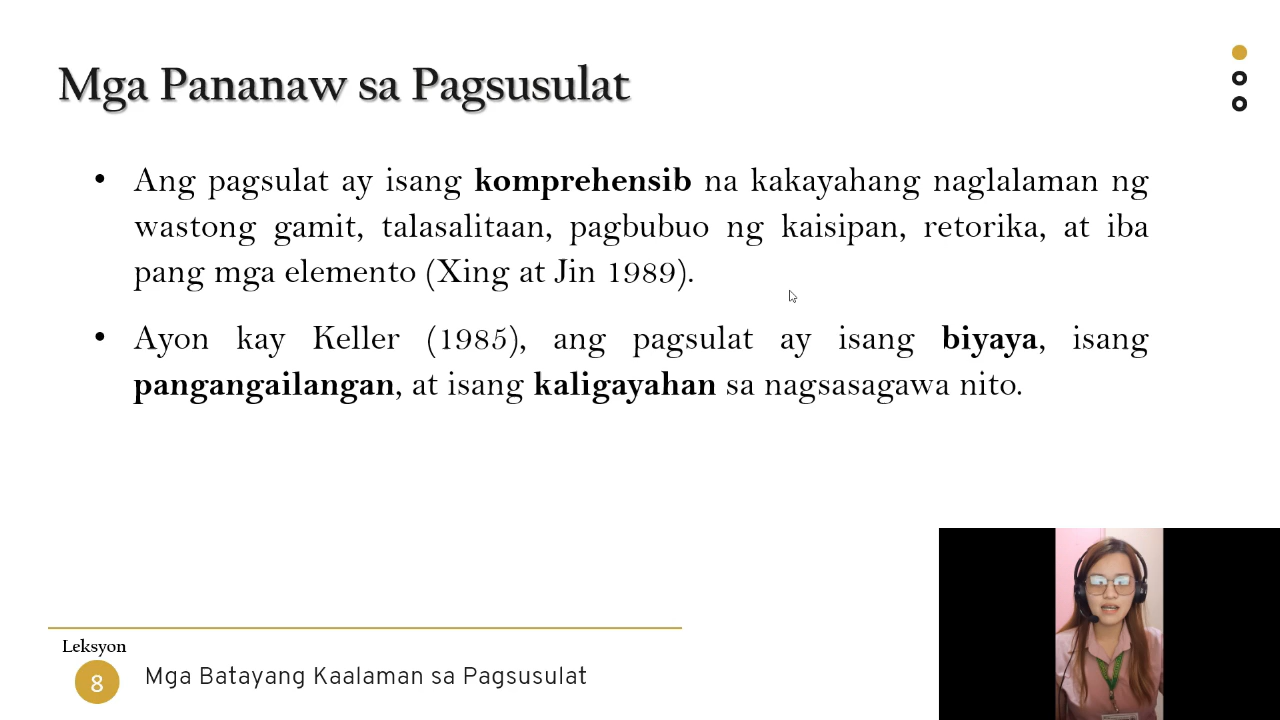 Mga Pananaw sa Pagsusulat
• Ang pagsulat ay isang komprehensib na kakayahang naglalaman ng
wastong gamit, talasalitaan, pagbubuo ng kaisipan, retorika, at iba
pang mga elemento (Xing at Jin 1989).
• Ayon kay Keller (1985), ang pagsulat ay isang biyaya, isang
pangangailangan, at isang kaligayahan sa nagsasagawa nito.
Leksyon
8
Mga Batayang Kaalaman sa Pagsusulat